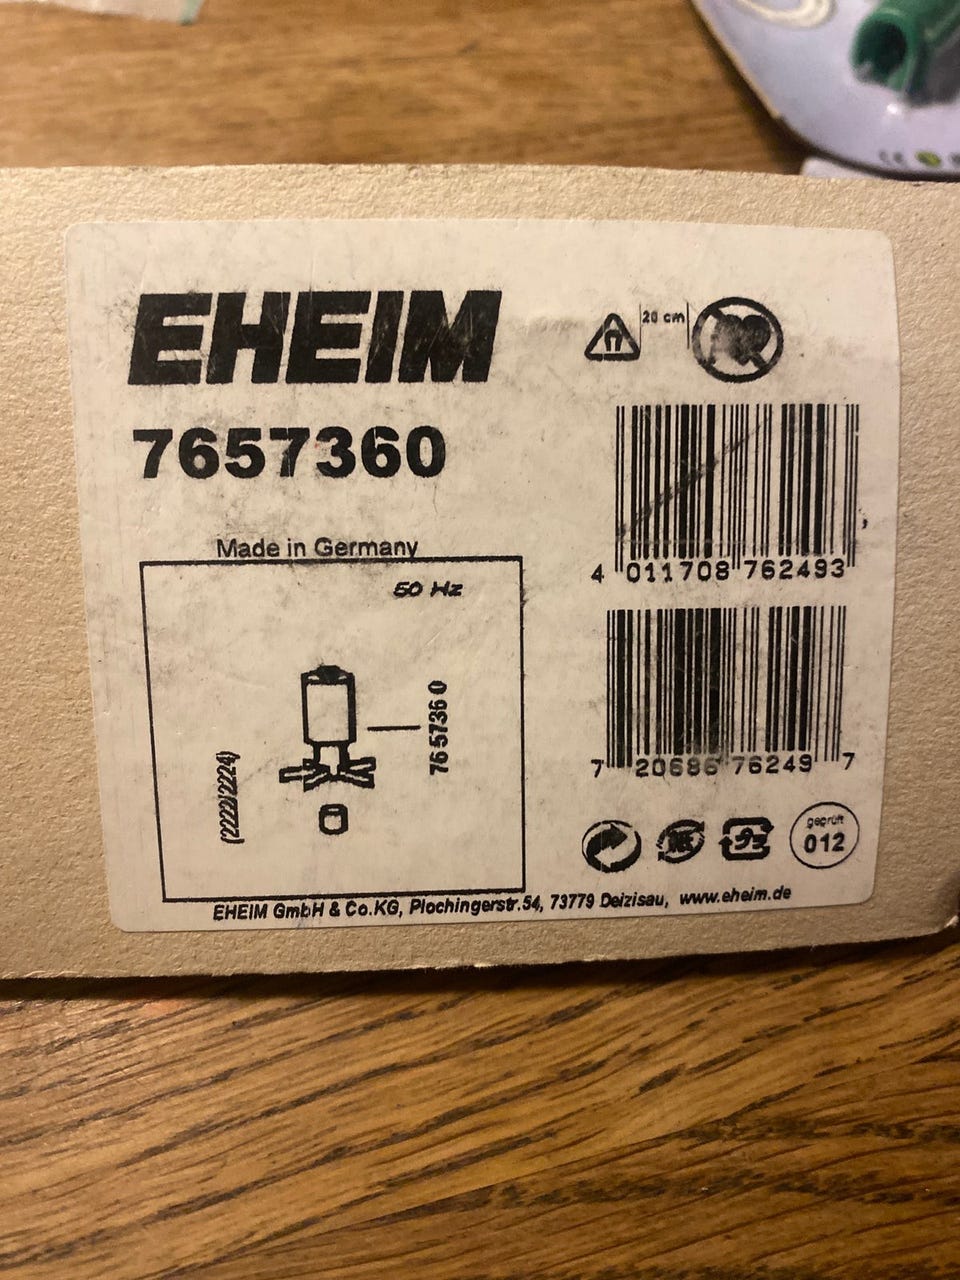 EHEIM
20 cm
7657360
4 011708 762493
Made in Germany
50 Hz
7657360
(2222/2224)
7 20686 76249 7
geprüft
012
EHEIM GmbH & Co.KG, Plochingerstr.54, 73779 Deizisau, www.eheim.de